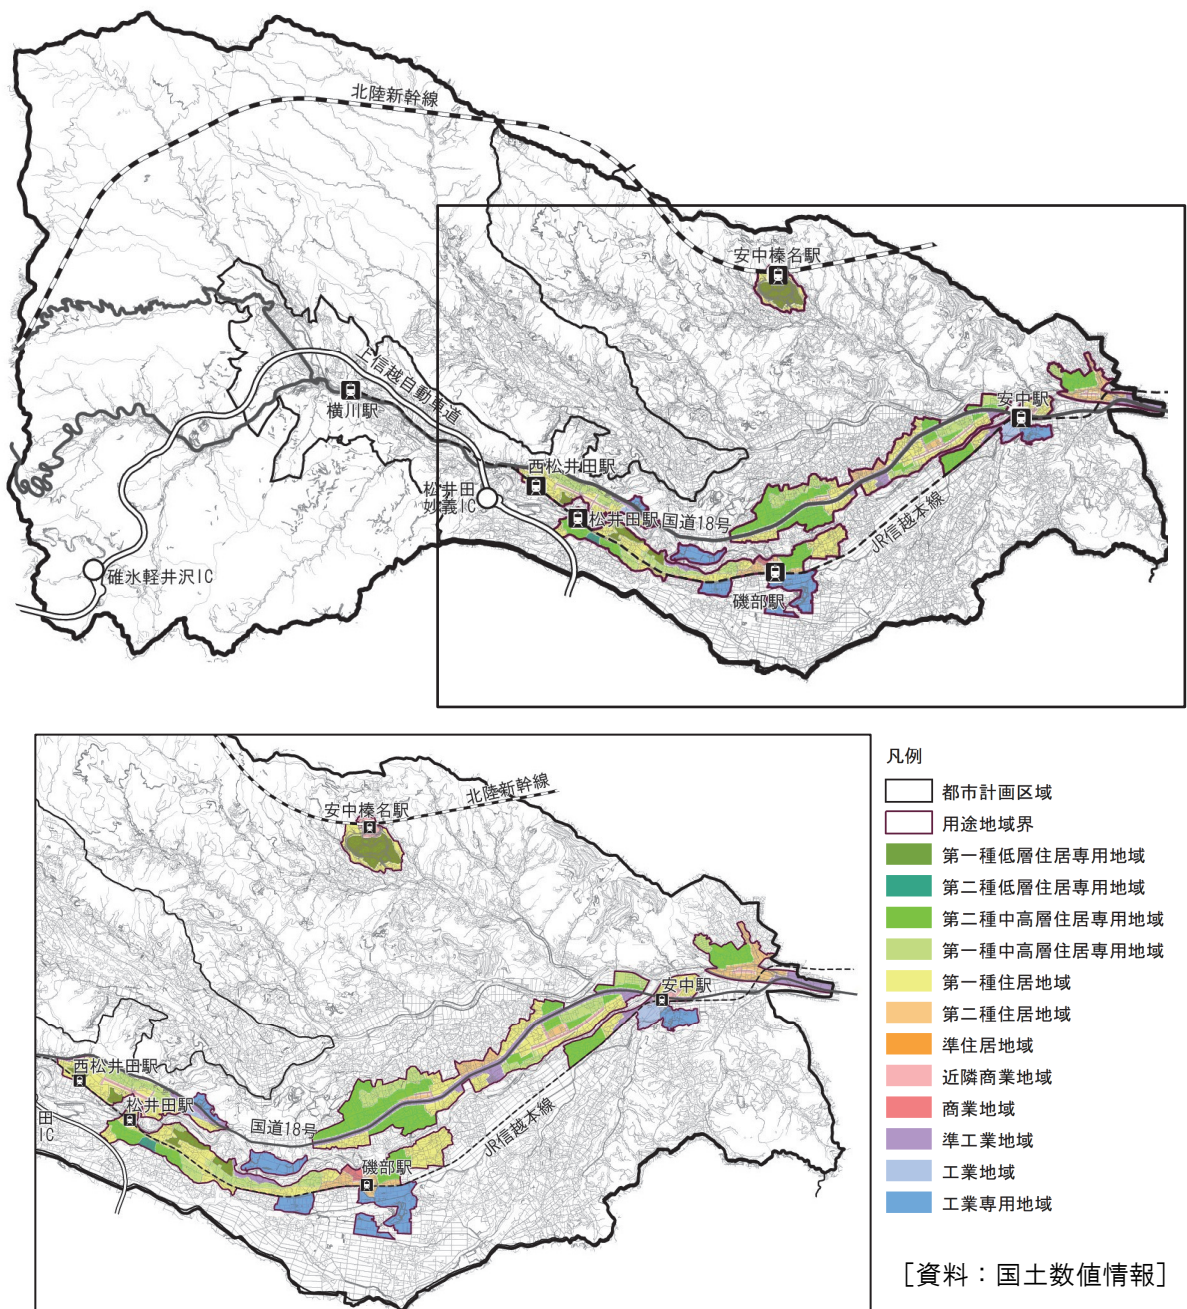 北陸新幹線
安中榛名駅
上信越自動車道
横川駅
安中駅
西松井田駅
松井田
妙義IC
松井田駅
国道18号
JR信越本線
碓氷軽井沢IC
磯部駅
北陸新幹線
安中榛名駅
安中駅
西松井田駅
松井田駅
田
IC
国道18号
JR信越本線
磯部駅
凡例
都市計画区域
用途地域界
第一種低層住居専用地域
第二種低層住居専用地域
第二種中高層住居専用地域
第一種中高層住居専用地域
第一種住居地域
第二種住居地域
準住居地域
近隣商業地域
商業地域
準工業地域
工業地域
工業専用地域
［資料：国土数値情報］